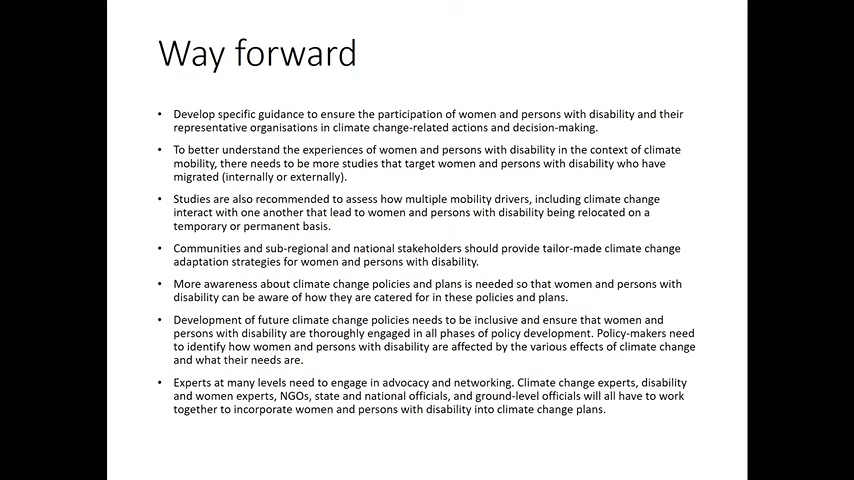 Way forward
• Develop specific guidance to ensure the participation of women and persons with disability and their
representative organisations in climate change-related actions and decision-making.
• To better understand the experiences of women and persons with disability in the context of climate
mobility, there needs to be more studies that target women and persons with disability who have
migrated (internally or externally).
• Studies are also recommended to assess how multiple mobility drivers, including climate change
interact with one another that lead to women and persons with disability being relocated on a
temporary or permanent basis.
• Communities and sub-regional and national stakeholders should provide tailor-made climate change
adaptation strategies for women and persons with disability.
• More awareness about climate change policies and plans is needed so that women and persons with
disability can be aware of how they are catered for in these policies and plans.
• Development of future climate change policies needs to be inclusive and ensure that women and
persons with disability are thoroughly engaged in all phases of policy development. Policy-makers need
to identify how women and persons with disability are affected by the various effects of climate change
and what their needs are.
• Experts at many levels need to engage in advocacy and networking. Climate change experts, disability
and women experts, NGOs, state and national officials, and ground-level officials will all have to work
together to incorporate women and persons with disability into climate change plans.